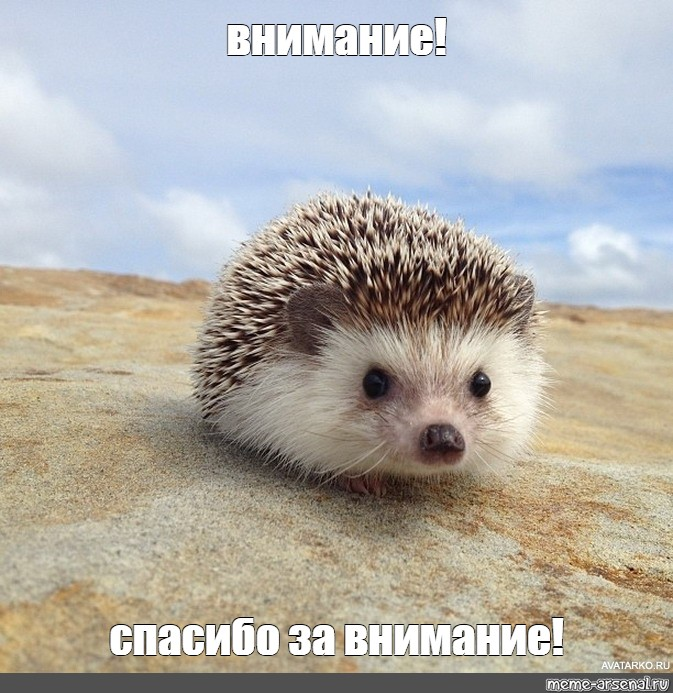 внимание!
спасибо за внимание!
AVATARKO.RU
meme-arsenal.ru